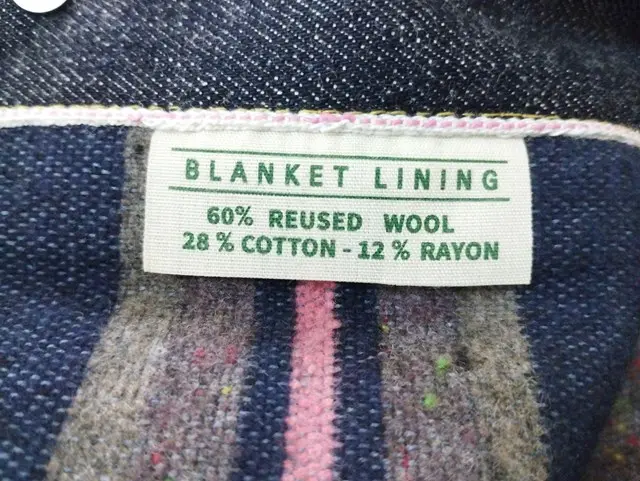 BLANKET LINING
60% REUSED WOOL
28 % COTTON - 12 % RAYON